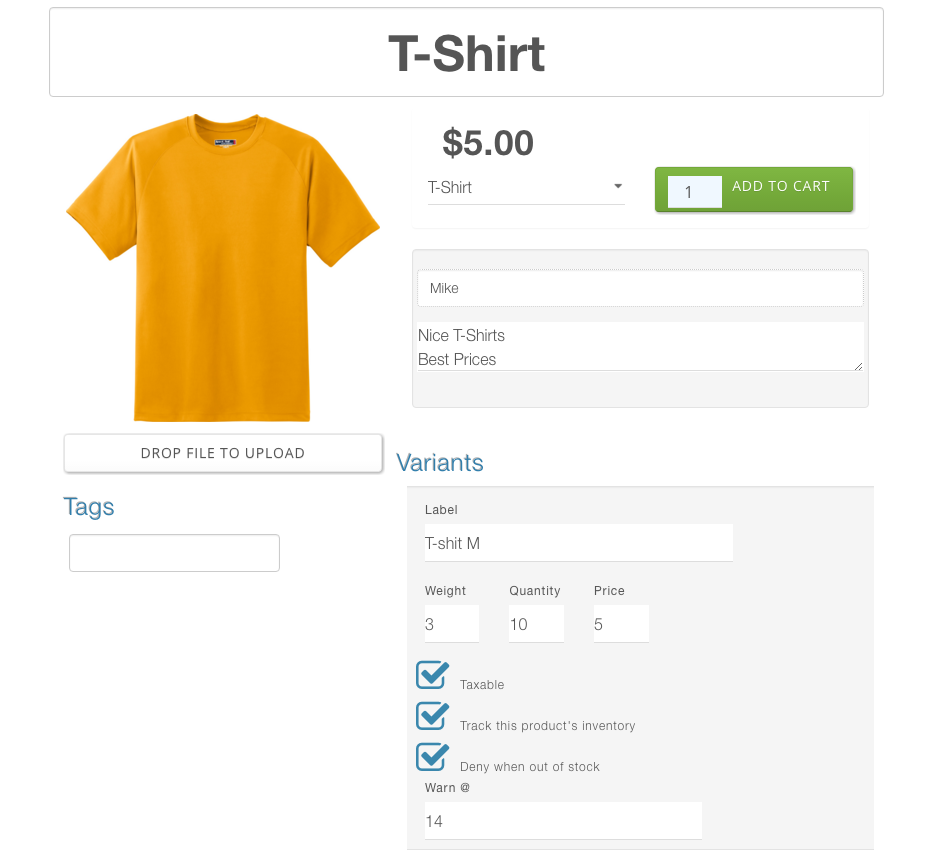 T-Shirt
$5.00
T-Shirt
1
ADD TO CART
Mike
Nice T-Shirts
Best Prices
DROP FILE TO UPLOAD
Tags
Variants
Label
T-shit M
Weight Quantity Price
3 10 5
Taxable
Track this product's inventory
Deny when out of stock
Warn @
14